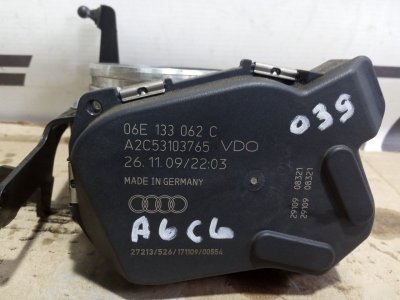 06E 133 062 C
A2C53103765 VDO
26.11.09/22:03
MADE IN GERMANY
A6C6
27213/526/171109/00554
039
29109 08321
29109 08321